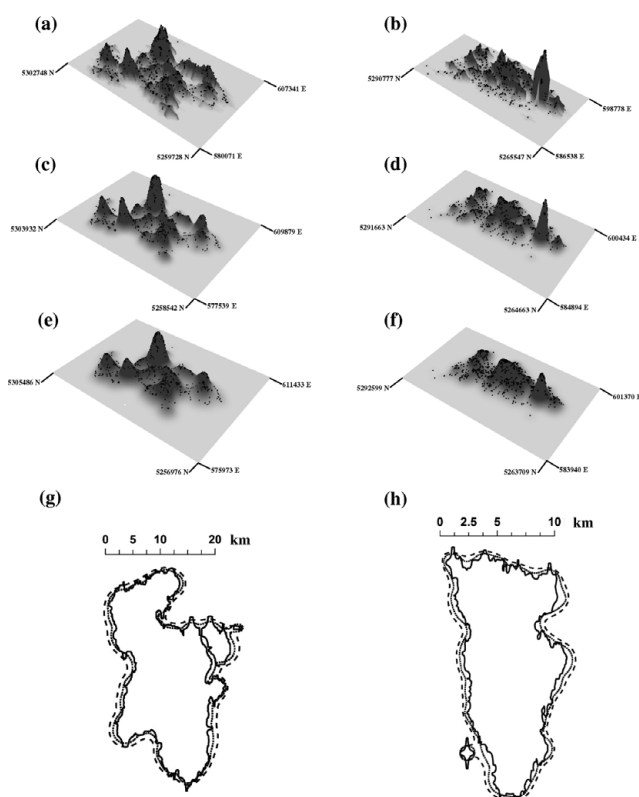 (a)
(b)
5302748 N
607341 E
5259728 N
580071 E
5290777 N
598778 E
5265547 N
586538 E
(c)
(d)
5303932 N
609879 E
5258542 N
577539 E
5291663 N
600434 E
5264663 N
584894 E
(e)
(f)
5305486 N
611433 E
5256976 N
575973 E
5292599 N
601370 E
5263709 N
583940 E
(g)
(h)
0 5 10 20 km
0 2.5 5 10 km